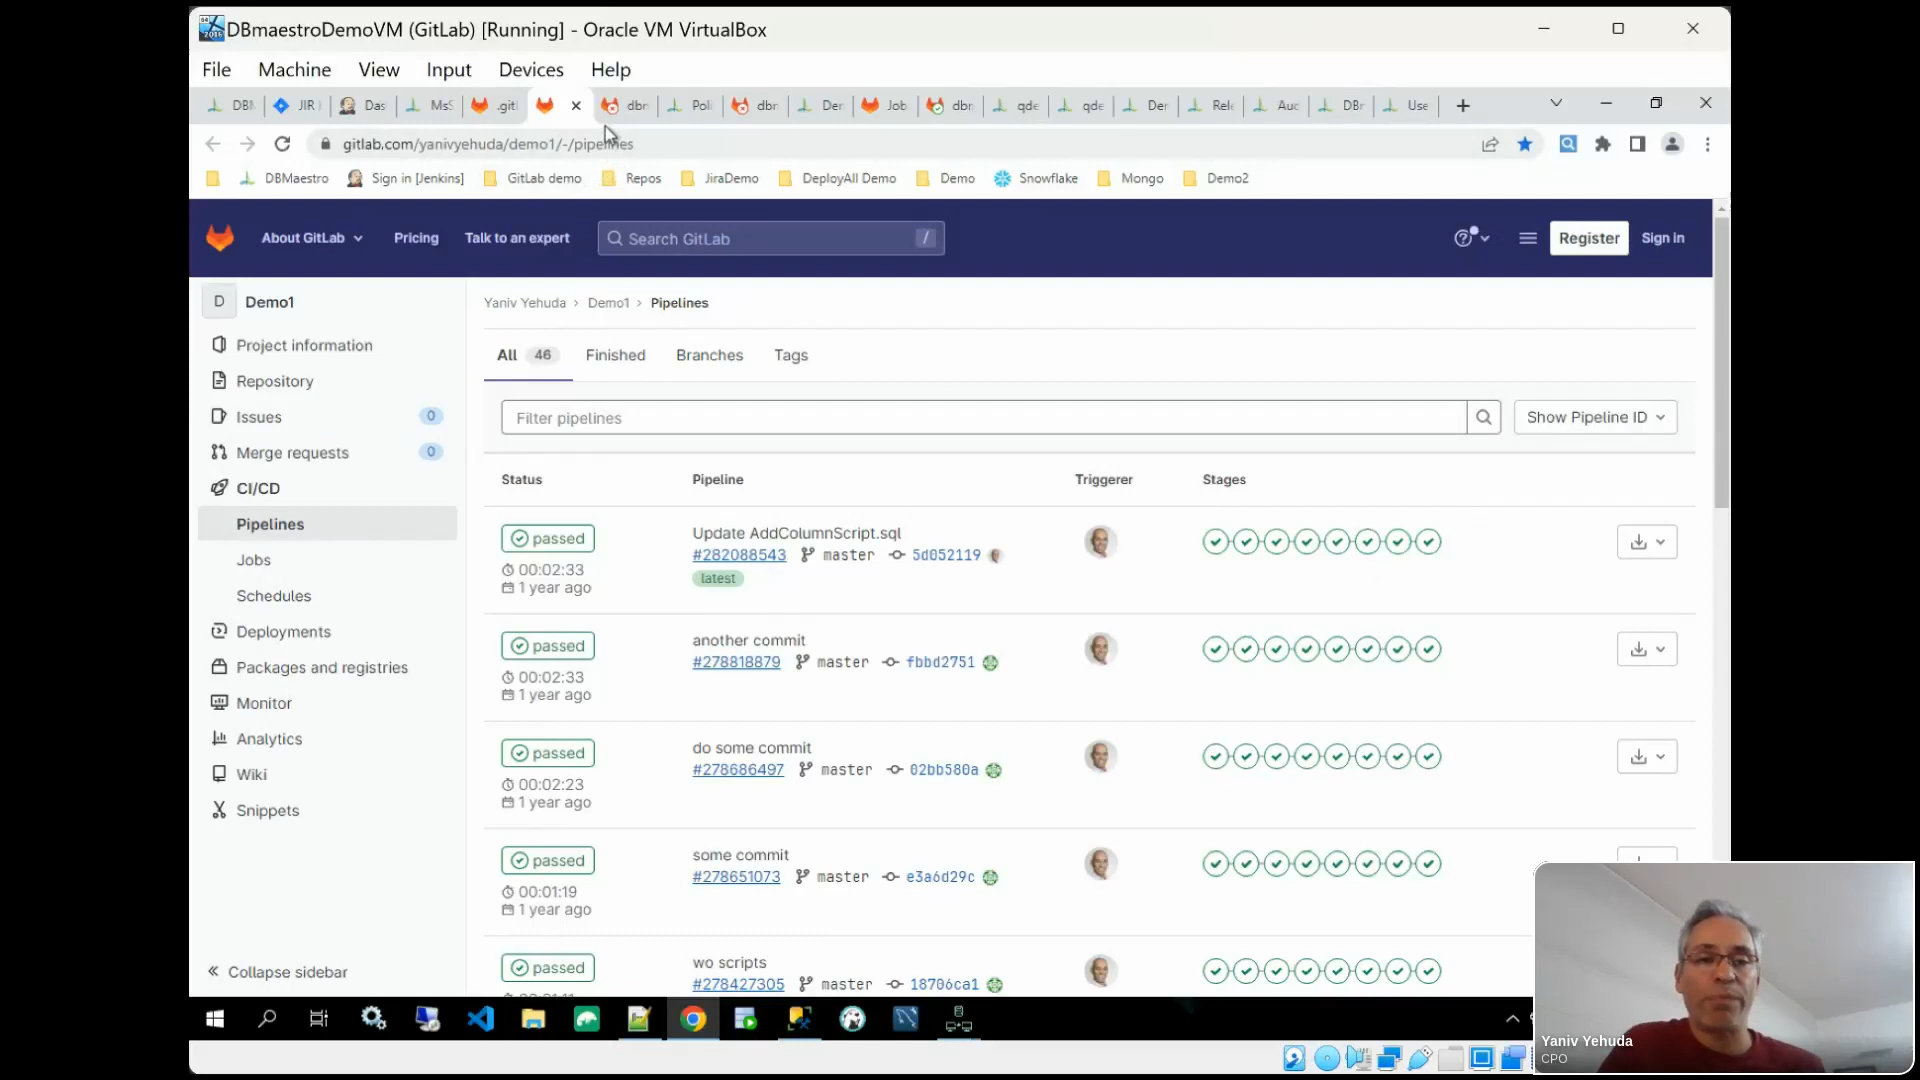 DBmaestroDemoVM (GitLab) [Running] - Oracle VM VirtualBox
File Machine View Input Devices Help
DBM JIR Das MsS .giti dbn Poli dbn Der Job dbn qde qde Der Rele Auc DBr Use
gitlab.com/yanivyehuda/demo1/-/pipelines
DBMaestro Sign in [Jenkins] GitLab demo Repos JiraDemo DeployAll Demo Demo Snowflake Mongo Demo2
About GitLab Pricing Talk to an expert Search GitLab / Register Sign in
D Demo1
Project information
Repository
Issues 0
Merge requests 0
CI/CD
Pipelines
Jobs
Schedules
Deployments
Packages and registries
Monitor
Analytics
Wiki
Snippets
Collapse sidebar
Yaniv Yehuda › Demo1 › Pipelines
All 46 Finished Branches Tags
Filter pipelines Show Pipeline ID
Status Pipeline Triggerer Stages
passed Update AddColumnScript.sql
#282088543 master 5d052119
00:02:33
latest
1 year ago
passed another commit
#278818879 master fbbd2751
00:02:33
1 year ago
passed do some commit
#278686497 master 02bb580a
00:02:23
1 year ago
passed some commit
#278651073 master e3a6d29c
00:01:19
1 year ago
passed wo scripts
#278427305 master 18706ca1
Yaniv Yehuda
CPO